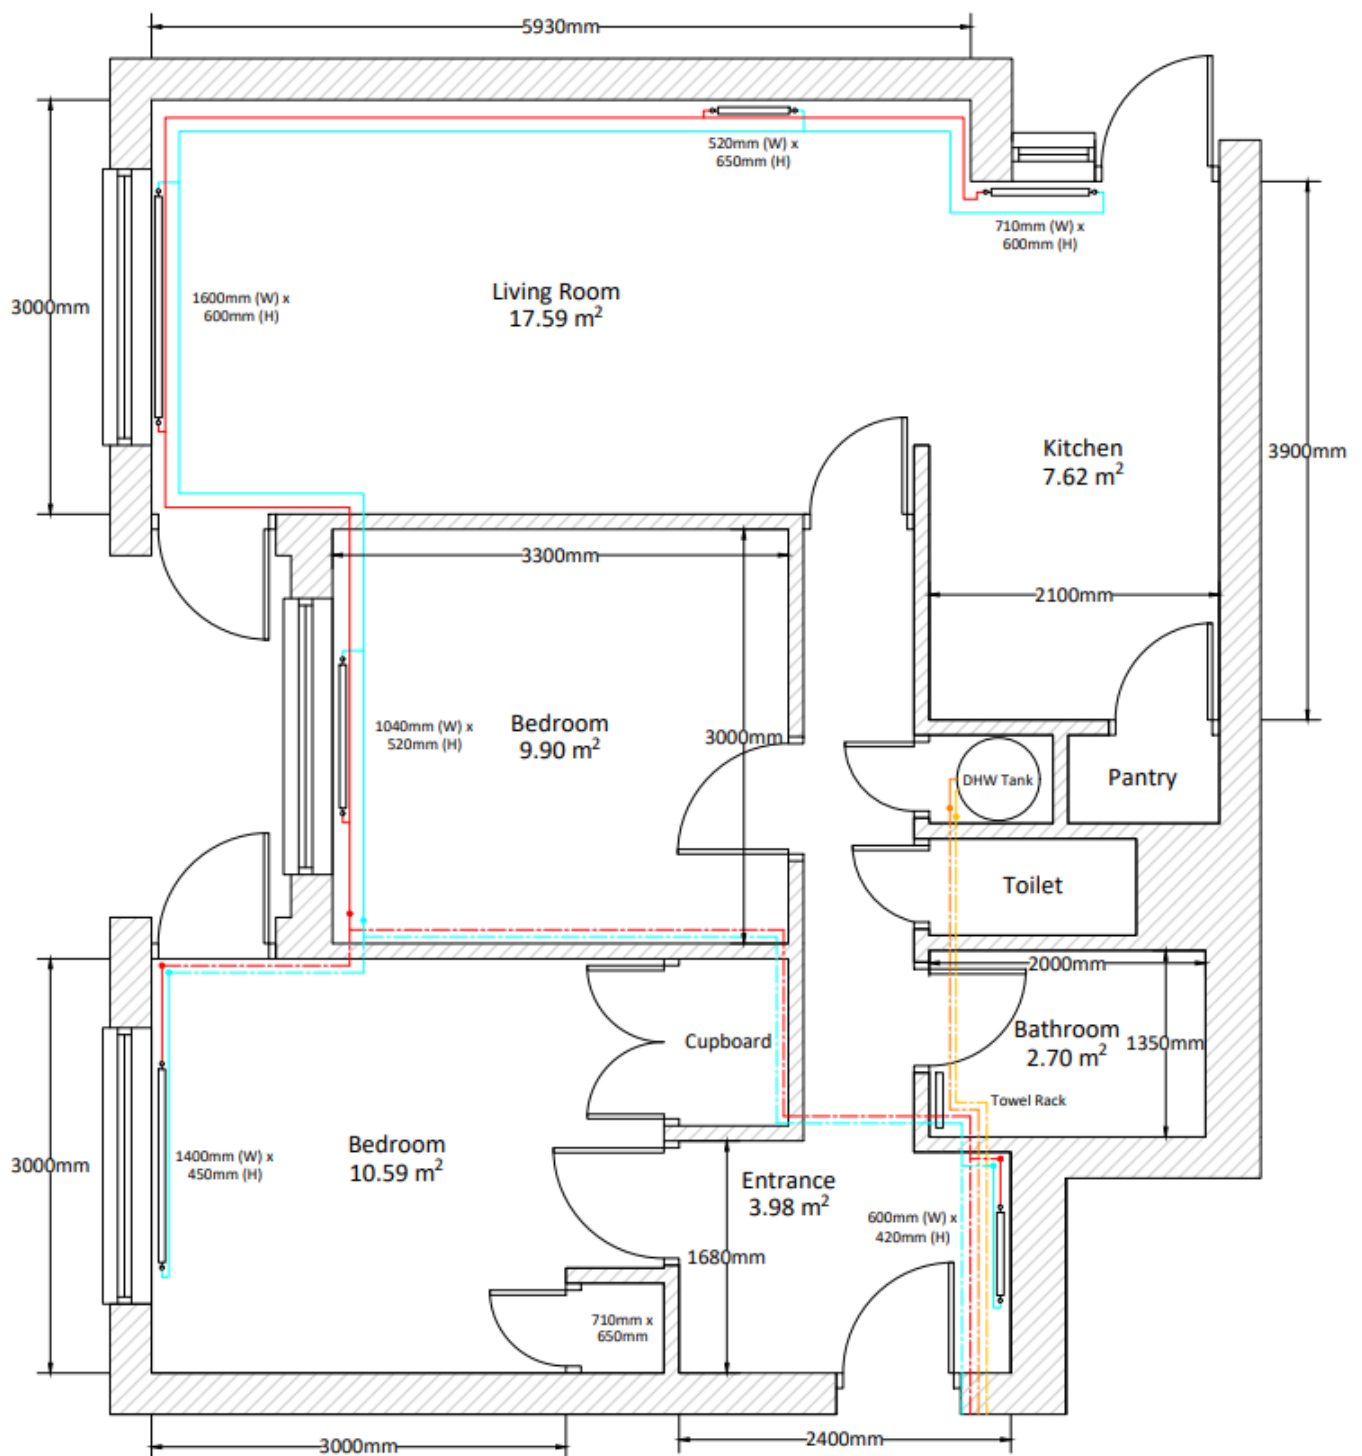 5930mm
520mm (W) x
650mm (H)
710mm (W) x
600mm (H)
3000mm
1600mm (W) x
600mm (H)
Living Room
17.59 m²
Kitchen
7.62 m²
3900mm
3300mm
2100mm
1040mm (W) x
520mm (H)
Bedroom
9.90 m²
3000mm
DHW Tank
Pantry
Toilet
2000mm
Bathroom
2.70 m²
1350mm
Cupboard
Towel Rack
3000mm
1400mm (W) x
450mm (H)
Bedroom
10.59 m²
Entrance
3.98 m²
600mm (W) x
420mm (H)
1680mm
710mm x
650mm
3000mm
2400mm